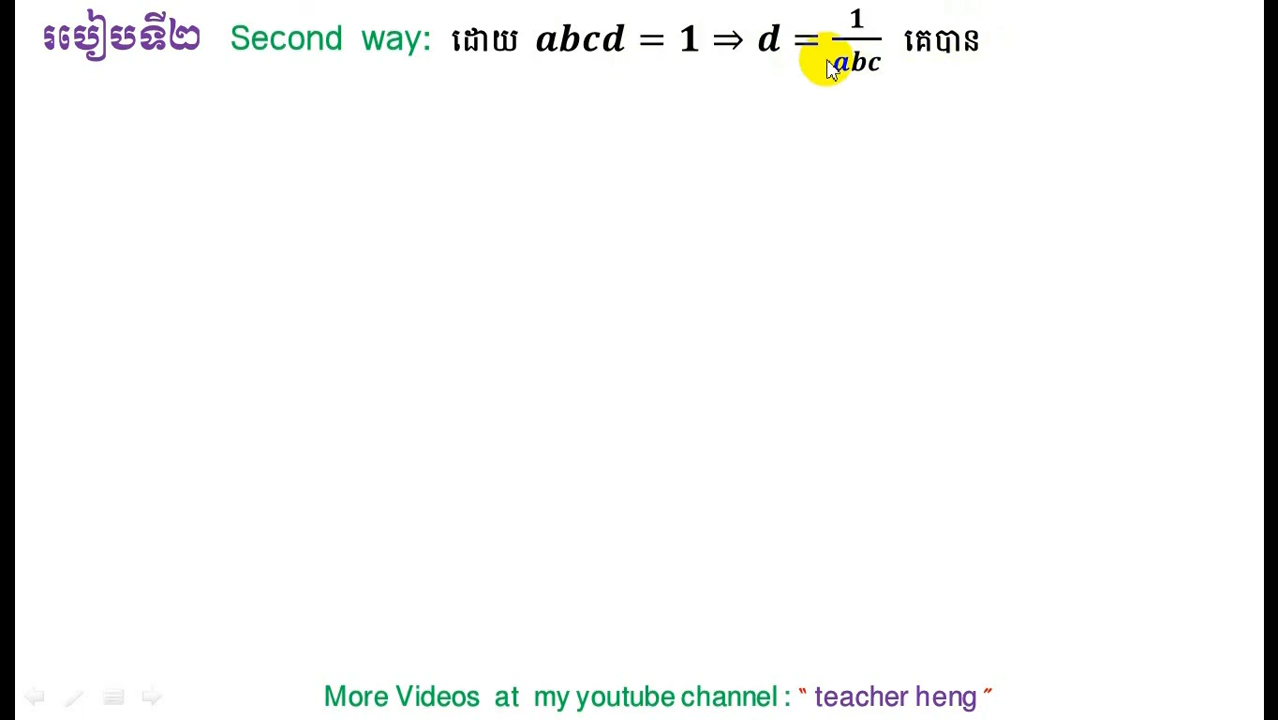 របៀបទី២ Second way: ដោយ abcd = 1 ⇒ d = 1/abc គេបាន
More Videos at my youtube channel : " teacher heng "